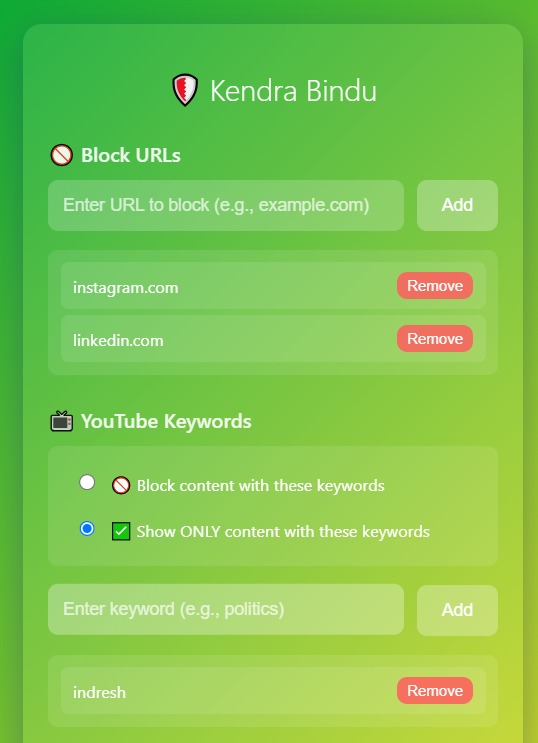 Kendra Bindu
Block URLs
Enter URL to block (e.g., example.com) Add
instagram.com Remove
linkedin.com Remove
YouTube Keywords
Block content with these keywords
Show ONLY content with these keywords
Enter keyword (e.g., politics) Add
indresh Remove